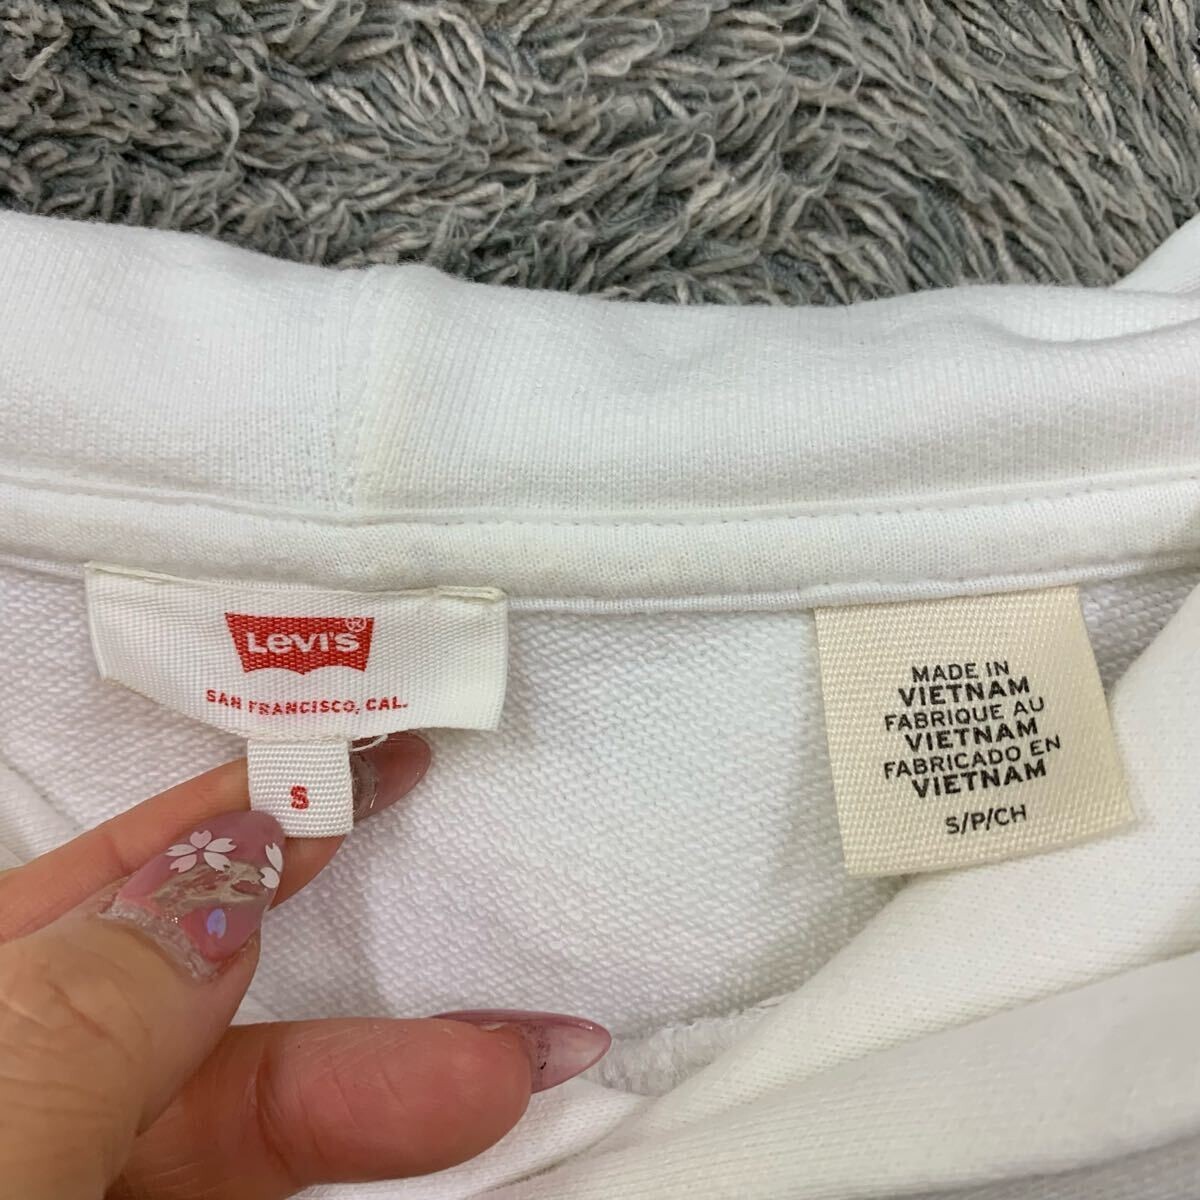 Levi's®
SAN FRANCISCO, CAL.
S
MADE IN
VIETNAM
FABRIQUE AU
VIETNAM
FABRICADO EN
VIETNAM
S/P/CH